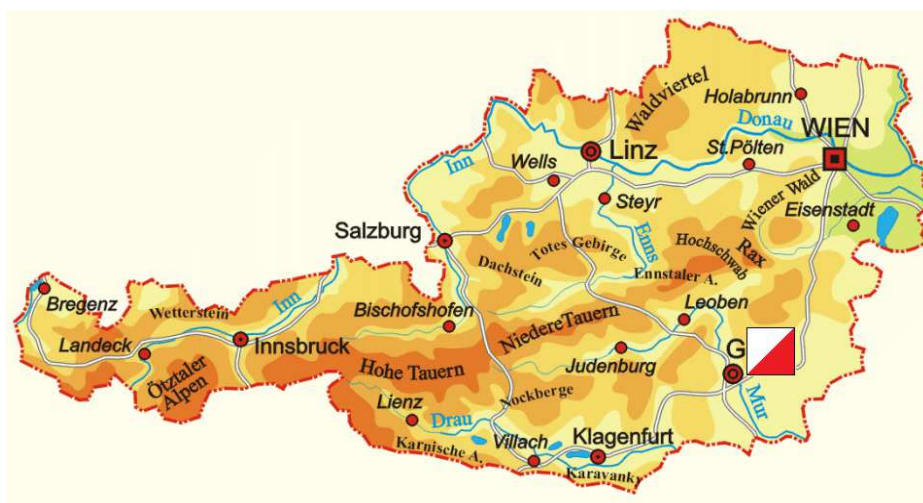 Waldviertel
Holabrunn
Donau
WIEN
Linz
St.Pölten
Inn
Wells
Steyr
Wiener Wald
Eisenstadt
Salzburg
Enns
Totes Gebirge
Hochschwab
Rax
Dachstein
Ennstaler A.
Bregenz
Wetterstein
Inn
Bischofshofen
Leoben
Landeck
Innsbruck
Niedere Tauern
G
Ötztaler
Alpen
Hohe Tauern
Judenburg
Nockberge
Mur
Lienz
Drau
Karnische A.
Villach
Klagenfurt
Karavanky